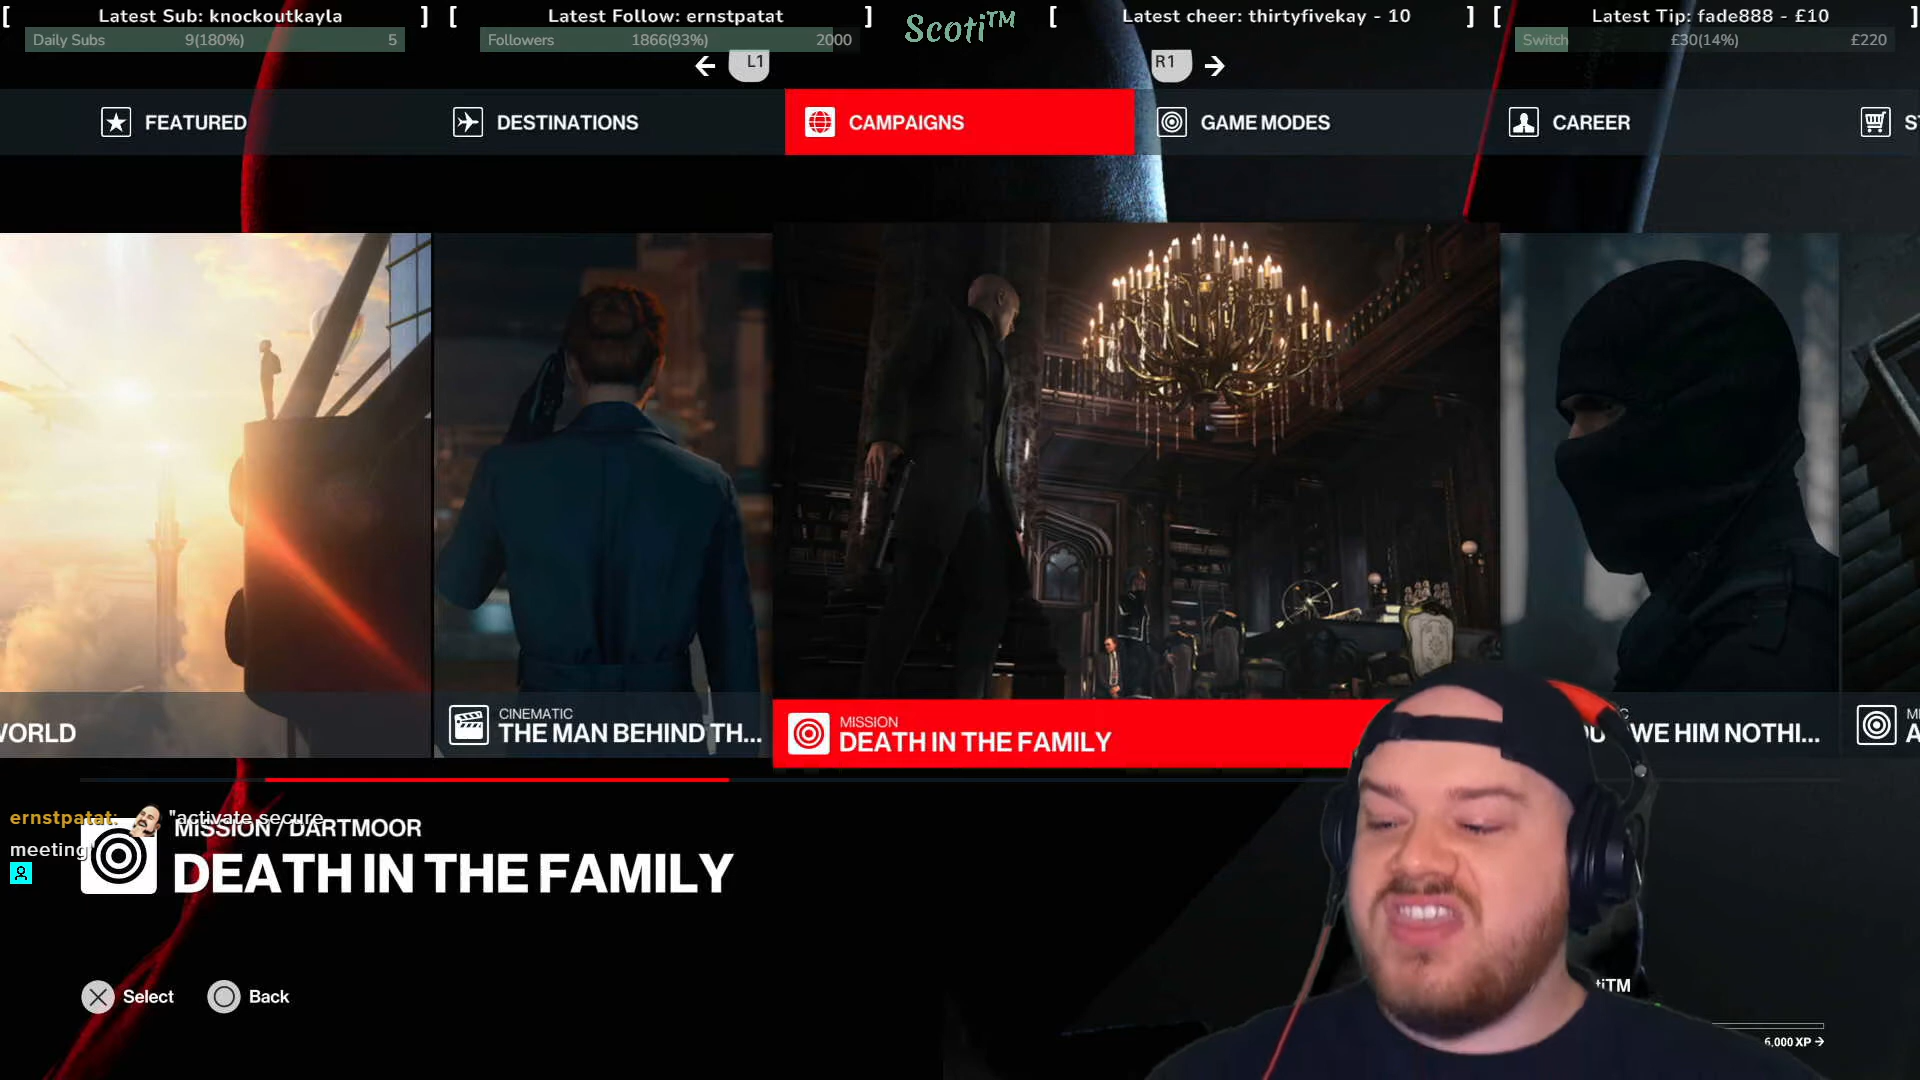 [ Latest Sub: knockoutkayla ]
Daily Subs 9(180%) 5
[ Latest Follow: ernstpatat ]
Followers 1866(93%) 2000
Scoti™
[ Latest cheer: thirtyfivekay - 10 ]
[ Latest Tip: fade888 - £10 ]
Switch £30(14%) £220
← L1
R1 →
FEATURED
DESTINATIONS
CAMPAIGNS
GAME MODES
CAREER
WORLD
CINEMATIC
THE MAN BEHIND TH...
MISSION
DEATH IN THE FAMILY
WE HIM NOTHI...
ernstpatat: "activate secure
meeting"
MISSION / DARTMOOR
DEATH IN THE FAMILY
Select
Back
tiTM
6,000 XP →